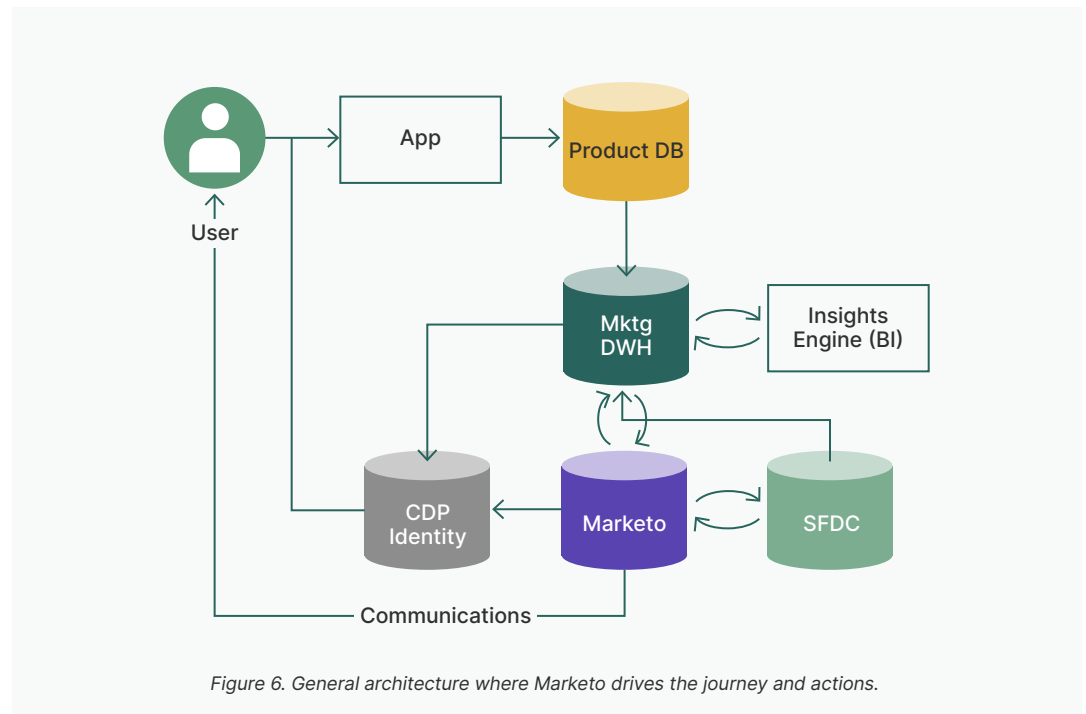 App
Product DB
User
Mktg
DWH
Insights
Engine (BI)
CDP
Identity
Marketo
SFDC
Communications
Figure 6. General architecture where Marketo drives the journey and actions.